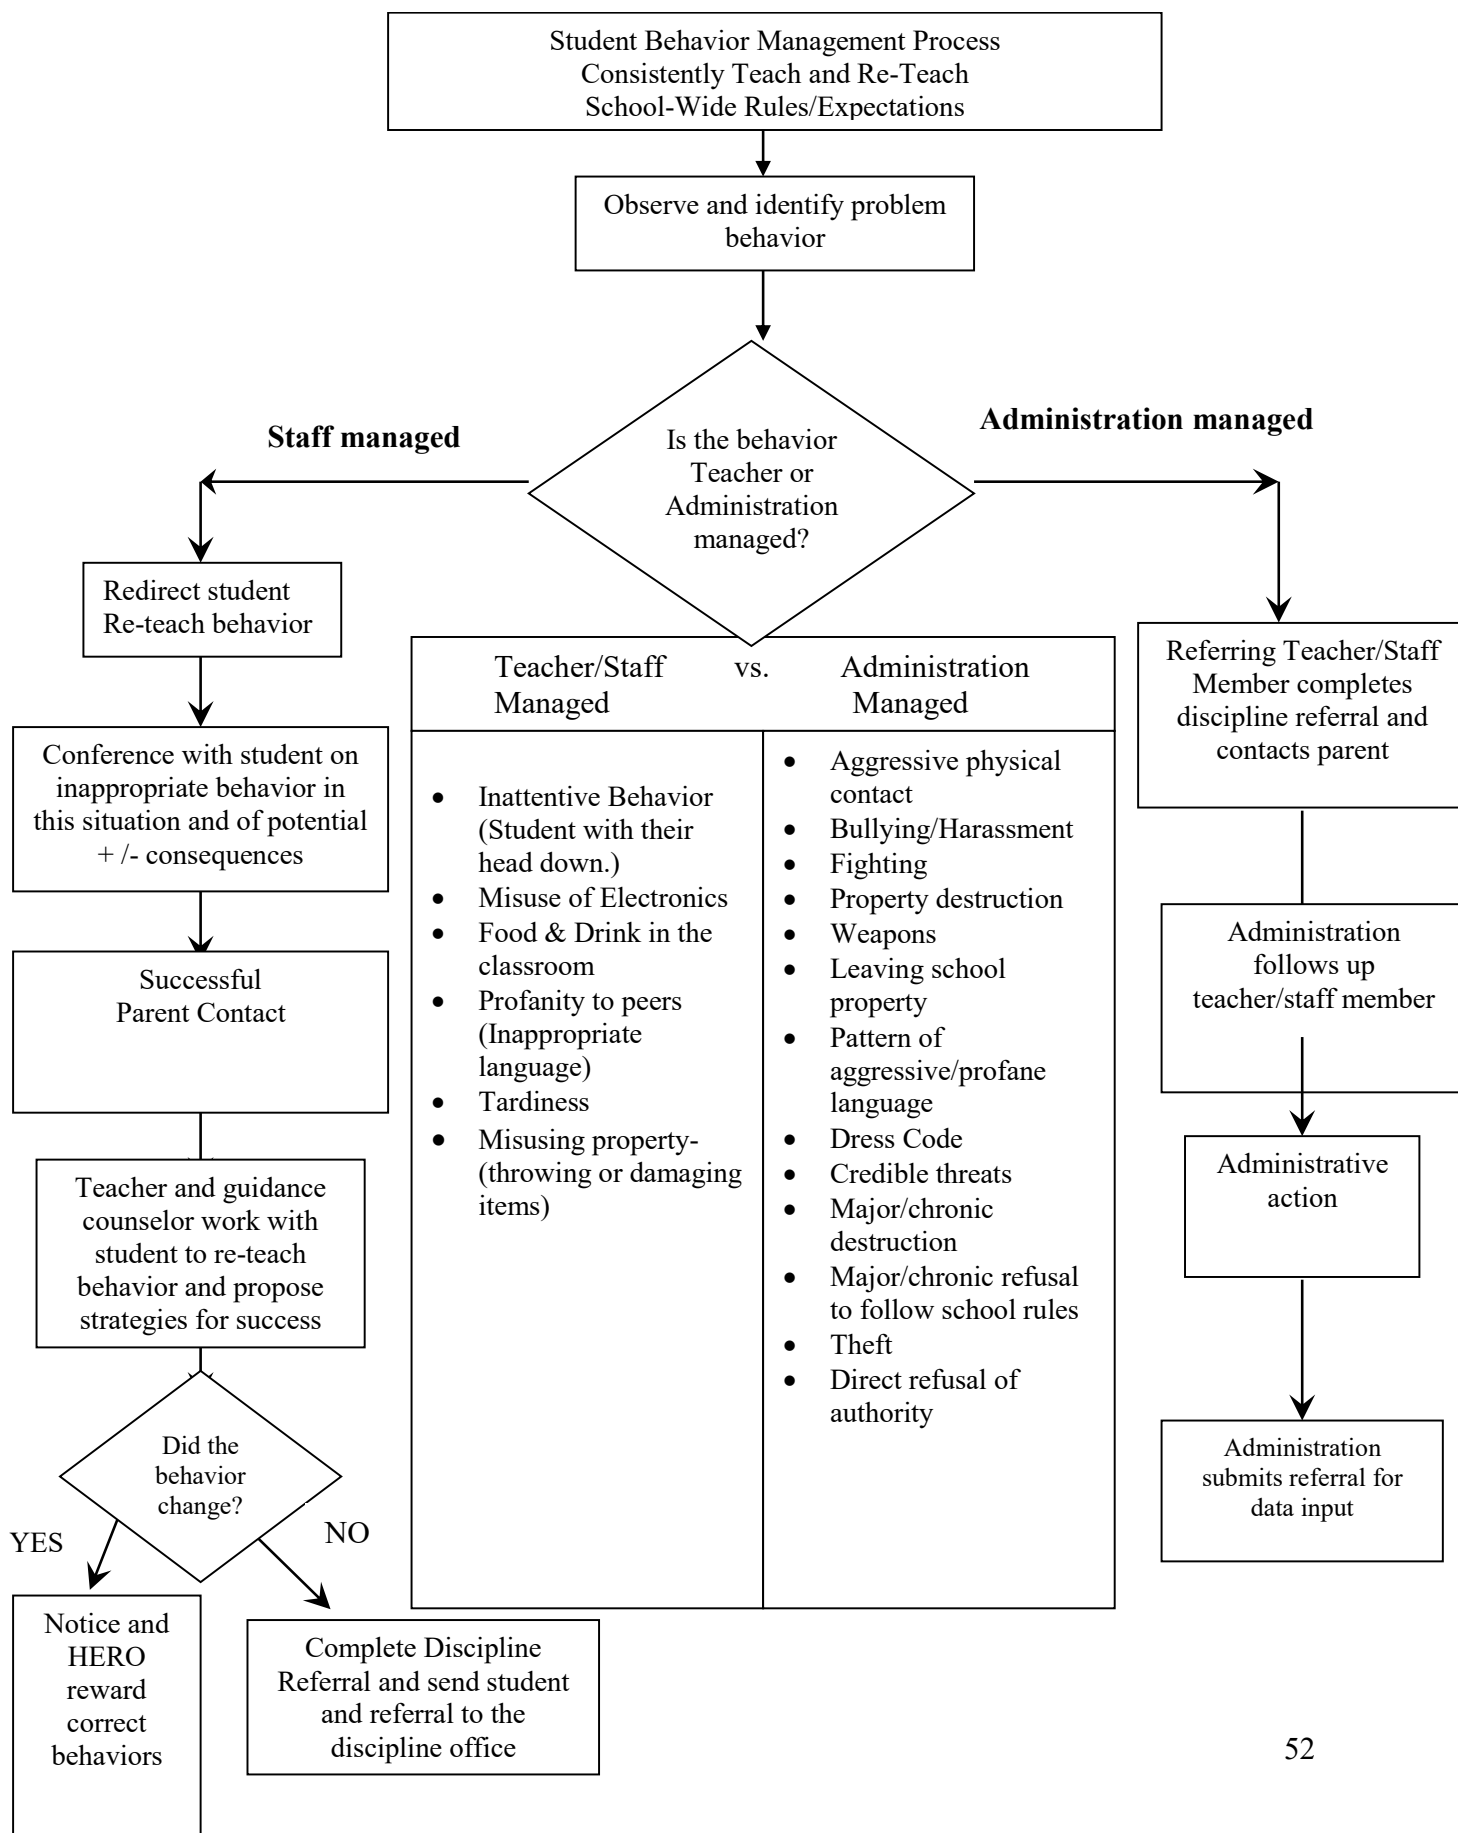 Student Behavior Management Process
Consistently Teach and Re-Teach
School-Wide Rules/Expectations
Observe and identify problem
behavior
Is the behavior
Teacher or
Administration
managed?
Staff managed
Administration managed
Redirect student
Re-teach behavior
Conference with student on
inappropriate behavior in
this situation and of potential
+ /- consequences
Successful
Parent Contact
Teacher and guidance
counselor work with
student to re-teach
behavior and propose
strategies for success
Did the
behavior
change?
YES
NO
Notice and
HERO
reward
correct
behaviors
Complete Discipline
Referral and send student
and referral to the
discipline office
Teacher/Staff vs. Administration
Managed Managed
• Inattentive Behavior
(Student with their
head down.)
• Misuse of Electronics
• Food & Drink in the
classroom
• Profanity to peers
(Inappropriate
language)
• Tardiness
• Misusing property-
(throwing or damaging
items)
• Aggressive physical
contact
• Bullying/Harassment
• Fighting
• Property destruction
• Weapons
• Leaving school
property
• Pattern of
aggressive/profane
language
• Dress Code
• Credible threats
• Major/chronic
destruction
• Major/chronic refusal
to follow school rules
• Theft
• Direct refusal of
authority
Referring Teacher/Staff
Member completes
discipline referral and
contacts parent
Administration
follows up
teacher/staff member
Administrative
action
Administration
submits referral for
data input
52